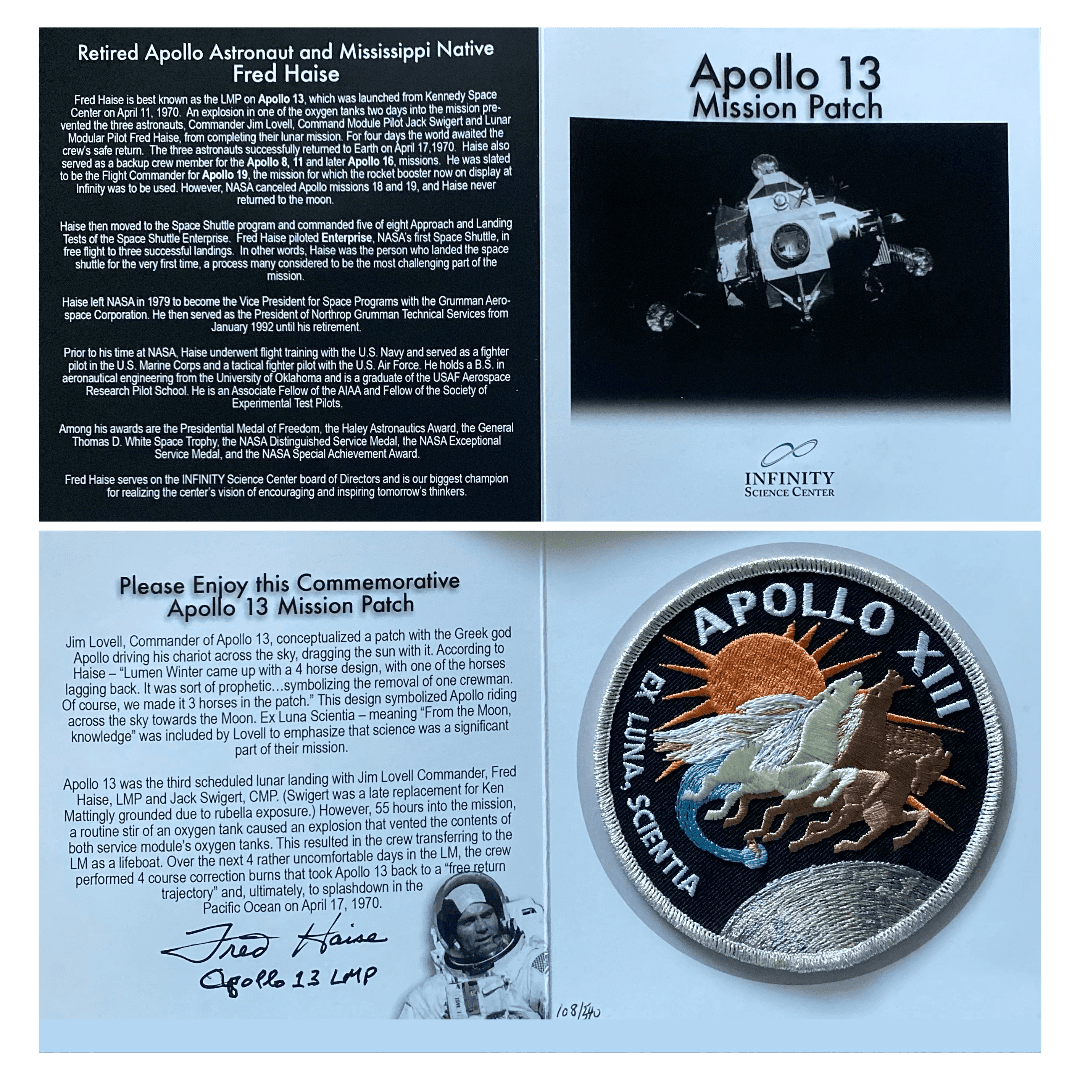 Retired Apollo Astronaut and Mississippi Native
Fred Haise
Fred Haise is best known as the LMP on Apollo 13, which was launched from Kennedy Space
Center on April 11, 1970. An explosion in one of the oxygen tanks two days into the mission pre-
vented the three astronauts, Commander Jim Lovell, Command Module Pilot Jack Swigert and Lunar
Modular Pilot Fred Haise, from completing their lunar mission. For four days the world awaited the
crew's safe return. The three astronauts successfully returned to Earth on April 17,1970. Haise also
served as a backup crew member for the Apollo 8, 11 and later Apollo 16, missions. He was slated
to be the Flight Commander for Apollo 19, the mission for which the rocket booster now on display at
Infinity was to be used. However, NASA canceled Apollo missions 18 and 19, and Haise never
returned to the moon.
Haise then moved to the Space Shuttle program and commanded five of eight Approach and Landing
Tests of the Space Shuttle Enterprise. Fred Haise piloted Enterprise, NASA's first Space Shuttle, in
free flight to three successful landings. In other words, Haise was the person who landed the space
shuttle for the very first time, a process many considered to be the most challenging part of the
mission.
Haise left NASA in 1979 to become the Vice President for Space Programs with the Grumman Aero-
space Corporation. He then served as the President of Northrop Grumman Technical Services from
January 1992 until his retirement.
Prior to his time at NASA, Haise underwent flight training with the U.S. Navy and served as a fighter
pilot in the U.S. Marine Corps and a tactical fighter pilot with the U.S. Air Force. He holds a B.S. in
aeronautical engineering from the University of Oklahoma and is a graduate of the USAF Aerospace
Research Pilot School. He is an Associate Fellow of the AIAA and Fellow of the Society of
Experimental Test Pilots.
Among his awards are the Presidential Medal of Freedom, the Haley Astronautics Award, the General
Thomas D. White Space Trophy, the NASA Distinguished Service Medal, the NASA Exceptional
Service Medal, and the NASA Special Achievement Award.
Fred Haise serves on the INFINITY Science Center board of Directors and is our biggest champion
for realizing the center's vision of encouraging and inspiring tomorrow's thinkers.
Apollo 13
Mission Patch
INFINITY
SCIENCE CENTER
Please Enjoy this Commemorative
Apollo 13 Mission Patch
Jim Lovell, Commander of Apollo 13, conceptualized a patch with the Greek god
Apollo driving his chariot across the sky, dragging the sun with it. According to
Haise – "Lumen Winter came up with a 4 horse design, with one of the horses
lagging back. It was sort of prophetic...symbolizing the removal of one crewman.
Of course, we made it 3 horses in the patch." This design symbolized Apollo riding
across the sky towards the Moon. Ex Luna Scientia – meaning "From the Moon,
knowledge" was included by Lovell to emphasize that science was a significant
part of their mission.
Apollo 13 was the third scheduled lunar landing with Jim Lovell Commander, Fred
Haise, LMP and Jack Swigert, CMP. (Swigert was a late replacement for Ken
Mattingly grounded due to rubella exposure.) However, 55 hours into the mission,
a routine stir of an oxygen tank caused an explosion that vented the contents of
both service module's oxygen tanks. This resulted in the crew transferring to the
LM as a lifeboat. Over the next 4 rather uncomfortable days in the LM, the crew
performed 4 course correction burns that took Apollo 13 back to a "free return
trajectory" and, ultimately, to splashdown in the
Pacific Ocean on April 17, 1970.
Fred Haise
Apollo 13 LMP
APOLLO XIII
EX LUNA, SCIENTIA
108/540